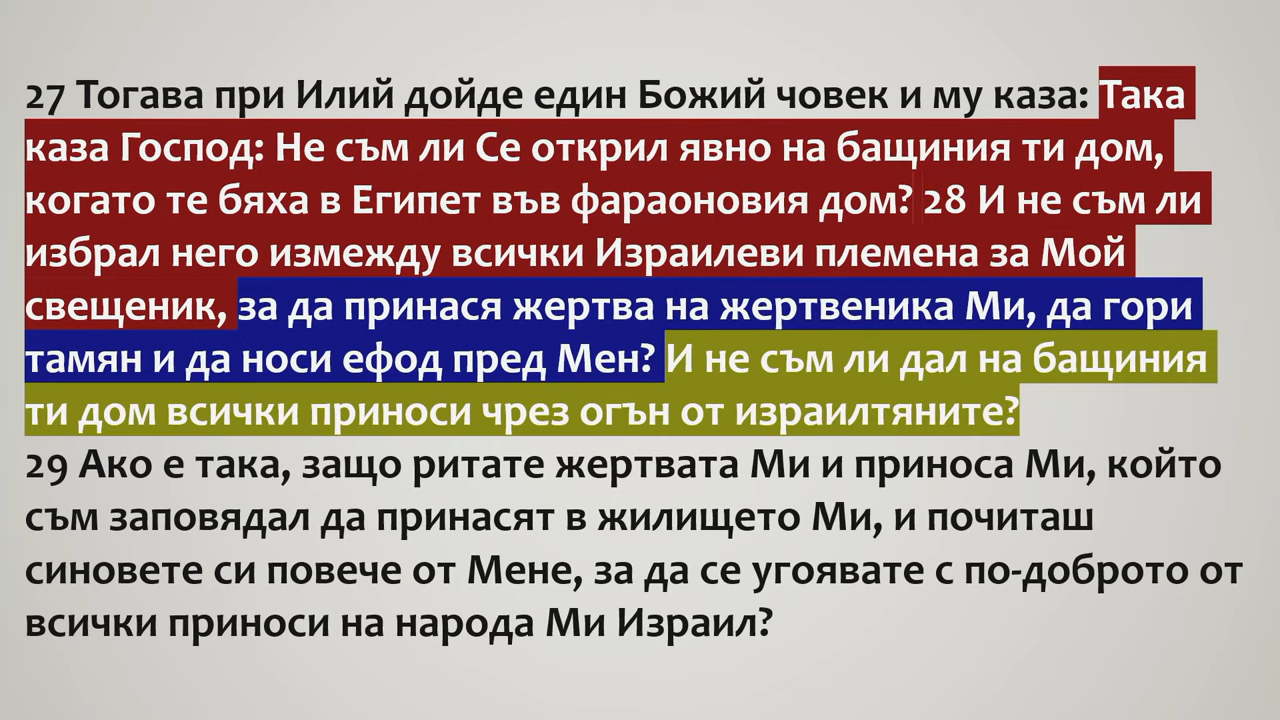 27 Тогава при Илий дойде един Божий човек и му каза: Така
каза Господ: Не съм ли Се открил явно на бащиния ти дом,
когато те бяха в Египет във фараоновия дом? 28 И не съм ли
избрал него измежду всички Израилеви племена за Мой
свещеник, за да принася жертва на жертвеника Ми, да гори
тамян и да носи ефод пред Мен? И не съм ли дал на бащиния
ти дом всички приноси чрез огън от израилтяните?
29 Ако е така, защо ритате жертвата Ми и приноса Ми, който
съм заповядал да принасят в жилището Ми, и почиташ
синовете си повече от Мене, за да се угоявате с по-доброто от
всички приноси на народа Ми Израил?